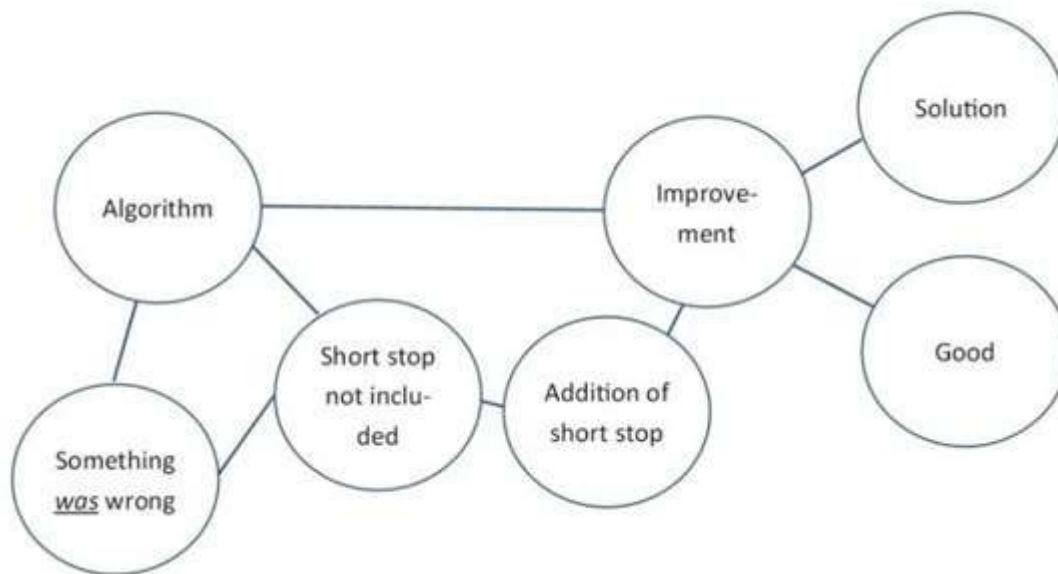 Solution
Algorithm
Improve-
ment
Short stop
not inclu-
ded
Addition of
short stop
Good
Something
was wrong